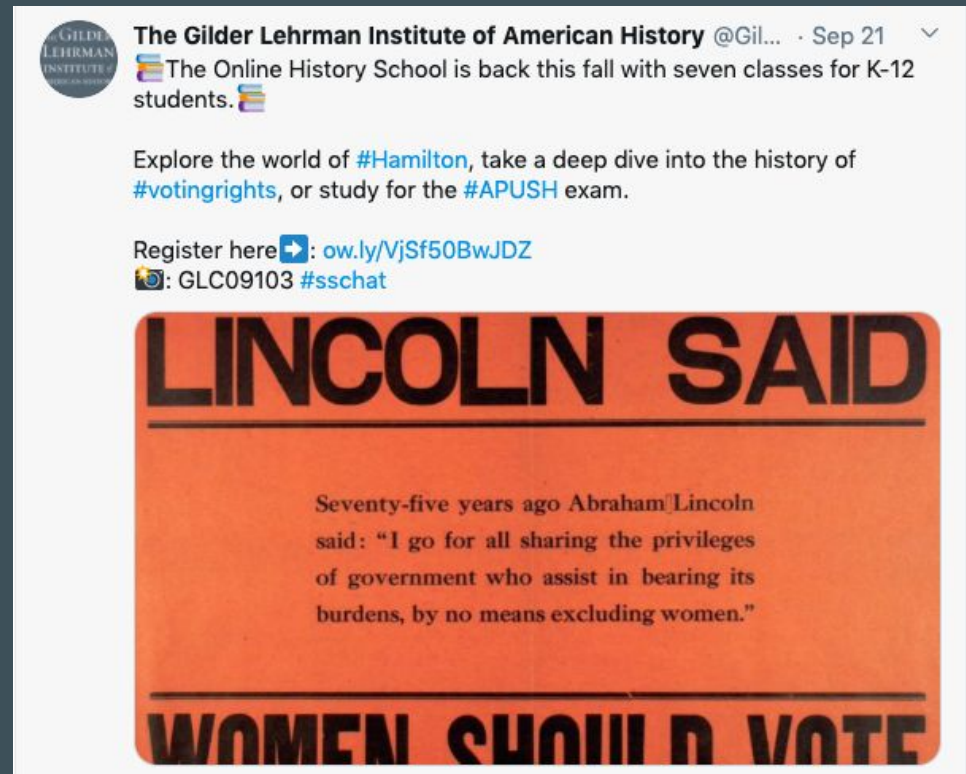 GILDER
LEHRMAN
INSTITUTE of
The Gilder Lehrman Institute of American History @Gil... · Sep 21
📚The Online History School is back this fall with seven classes for K-12
students.📚
Explore the world of #Hamilton, take a deep dive into the history of
#votingrights, or study for the #APUSH exam.
Register here➡️: ow.ly/VjSf50BwJDZ
📸: GLC09103 #sschat
LINCOLN SAID
Seventy-five years ago Abraham Lincoln
said: “I go for all sharing the privileges
of government who assist in bearing its
burdens, by no means excluding women.”
WOMEN SHOULD VOTE